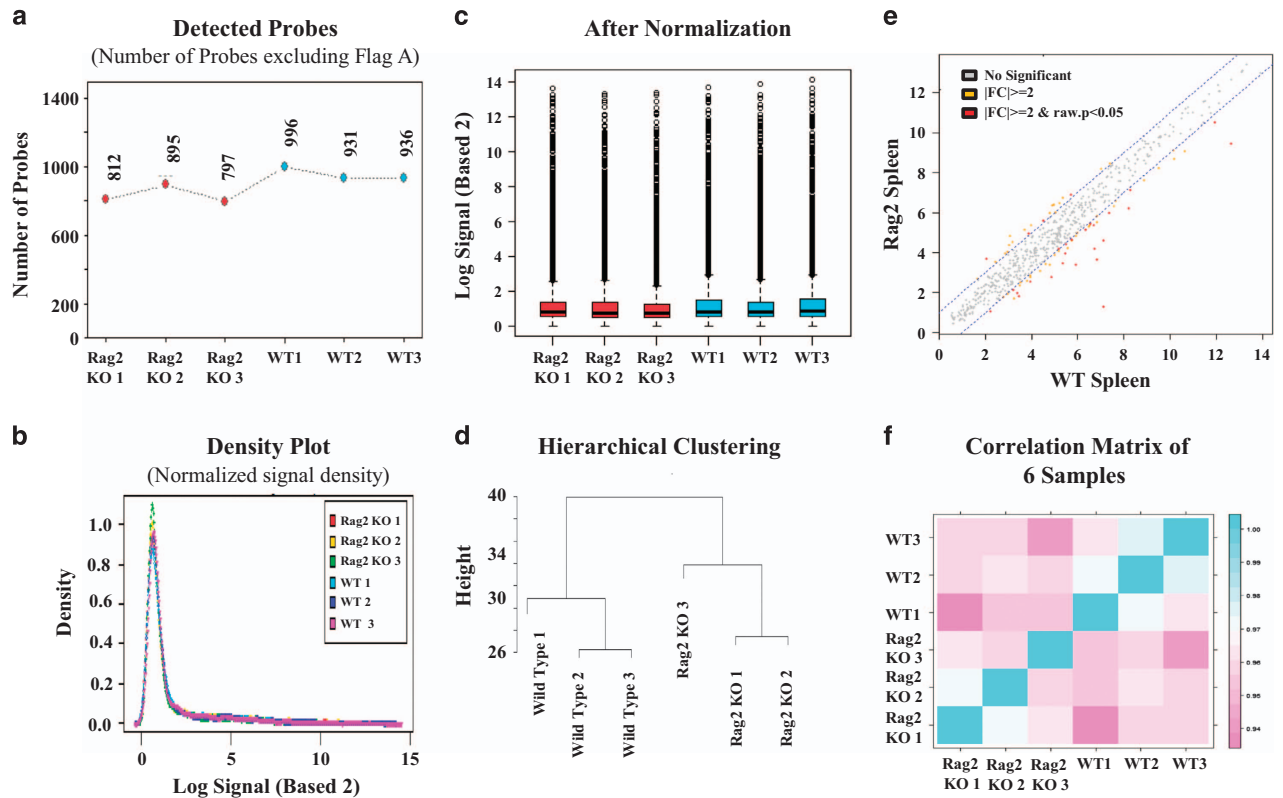 a
Detected Probes
(Number of Probes excluding Flag A)
Number of Probes
1400
1000
600
200
0
812
895
797
996
931
936
Rag2 KO 1
Rag2 KO 2
Rag2 KO 3
WT1
WT2
WT3
b
Density Plot
(Normalized signal density)
Density
1.0
0.8
0.6
0.4
0.2
0.0
Rag2 KO 1
Rag2 KO 2
Rag2 KO 3
WT 1
WT 2
WT 3
0
5
10
15
Log Signal (Based 2)
c
After Normalization
Log Signal (Based 2)
14
12
10
8
6
4
2
0
Rag2 KO 1
Rag2 KO 2
Rag2 KO 3
WT1
WT2
WT3
d
Hierarchical Clustering
Height
40
34
30
26
Wild Type 1
Wild Type 2
Wild Type 3
Rag2 KO 3
Rag2 KO 1
Rag2 KO 2
e
No Significant
|FC|>=2
|FC|>=2 & raw.p<0.05
Rag2 Spleen
12
10
8
6
4
2
0
0
2
4
6
8
10
12
14
WT Spleen
f
Correlation Matrix of
6 Samples
WT3
WT2
WT1
Rag2 KO 3
Rag2 KO 2
Rag2 KO 1
Rag2 KO 1
Rag2 KO 2
Rag2 KO 3
WT1
WT2
WT3
1.00
0.99
0.98
0.97
0.96
0.95
0.94